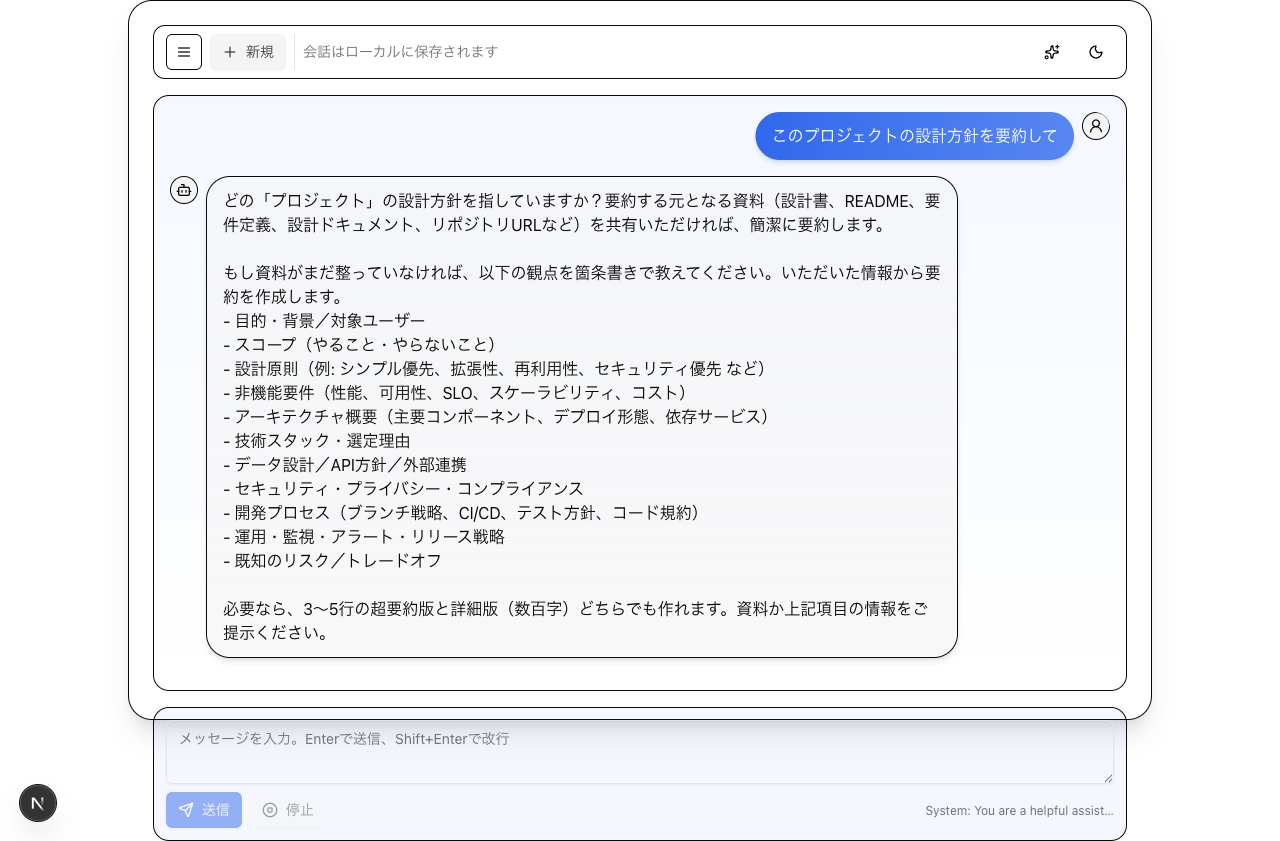 新規
会話はローカルに保存されます
このプロジェクトの設計方針を要約して
どの「プロジェクト」の設計方針を指していますか？要約する元となる資料（設計書、README、要
件定義、設計ドキュメント、リポジトリURLなど）を共有いただければ、簡潔に要約します。
もし資料がまだ整っていなければ、以下の観点を箇条書きで教えてください。いただいた情報から要
約を作成します。
- 目的・背景／対象ユーザー
- スコープ（やること・やらないこと）
- 設計原則（例: シンプル優先、拡張性、再利用性、セキュリティ優先 など）
- 非機能要件（性能、可用性、SLO、スケーラビリティ、コスト）
- アーキテクチャ概要（主要コンポーネント、デプロイ形態、依存サービス）
- 技術スタック・選定理由
- データ設計／API方針／外部連携
- セキュリティ・プライバシー・コンプライアンス
- 開発プロセス（ブランチ戦略、CI/CD、テスト方針、コード規約）
- 運用・監視・アラート・リリース戦略
- 既知のリスク／トレードオフ
必要なら、3〜5行の超要約版と詳細版（数百字）どちらでも作れます。資料か上記項目の情報をご
提示ください。
メッセージを入力。Enterで送信、Shift+Enterで改行
送信
停止
System: You are a helpful assist...
N